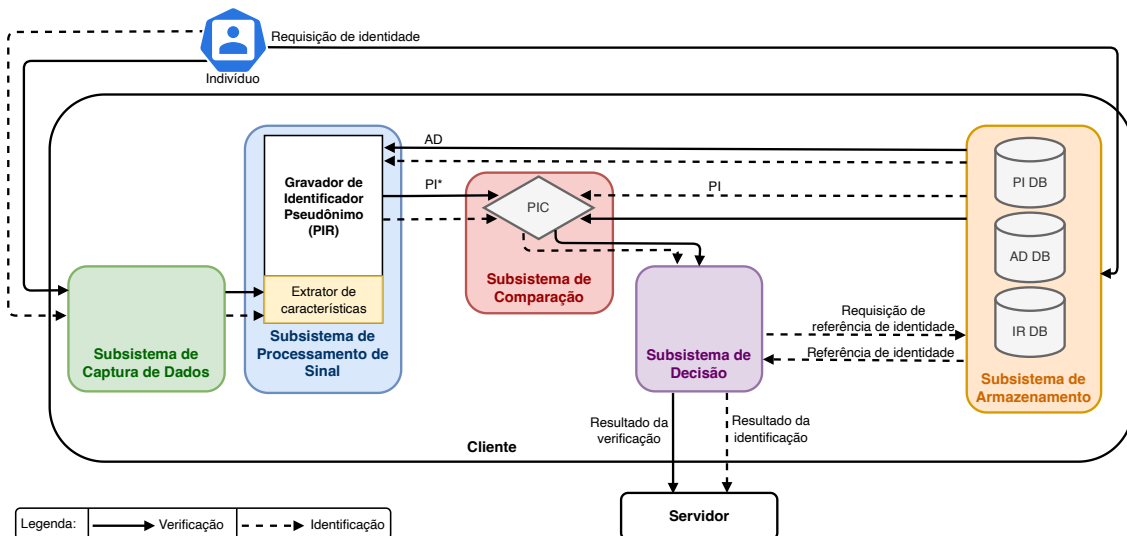 Requisição de identidade
Indivíduo
AD
Gravador de
Identificador
Pseudônimo
(PIR)
PI*
PIC
PI
PI DB
AD DB
IR DB
Extrator de
características
Subsistema de
Captura de Dados
Subsistema de
Processamento de
Sinal
Subsistema de
Comparação
Subsistema de
Decisão
Requisição de
referência de identidade
Referência de identidade
Subsistema de
Armazenamento
Resultado da
verificação
Resultado da
identificação
Cliente
Servidor
Legenda:
Verificação
Identificação